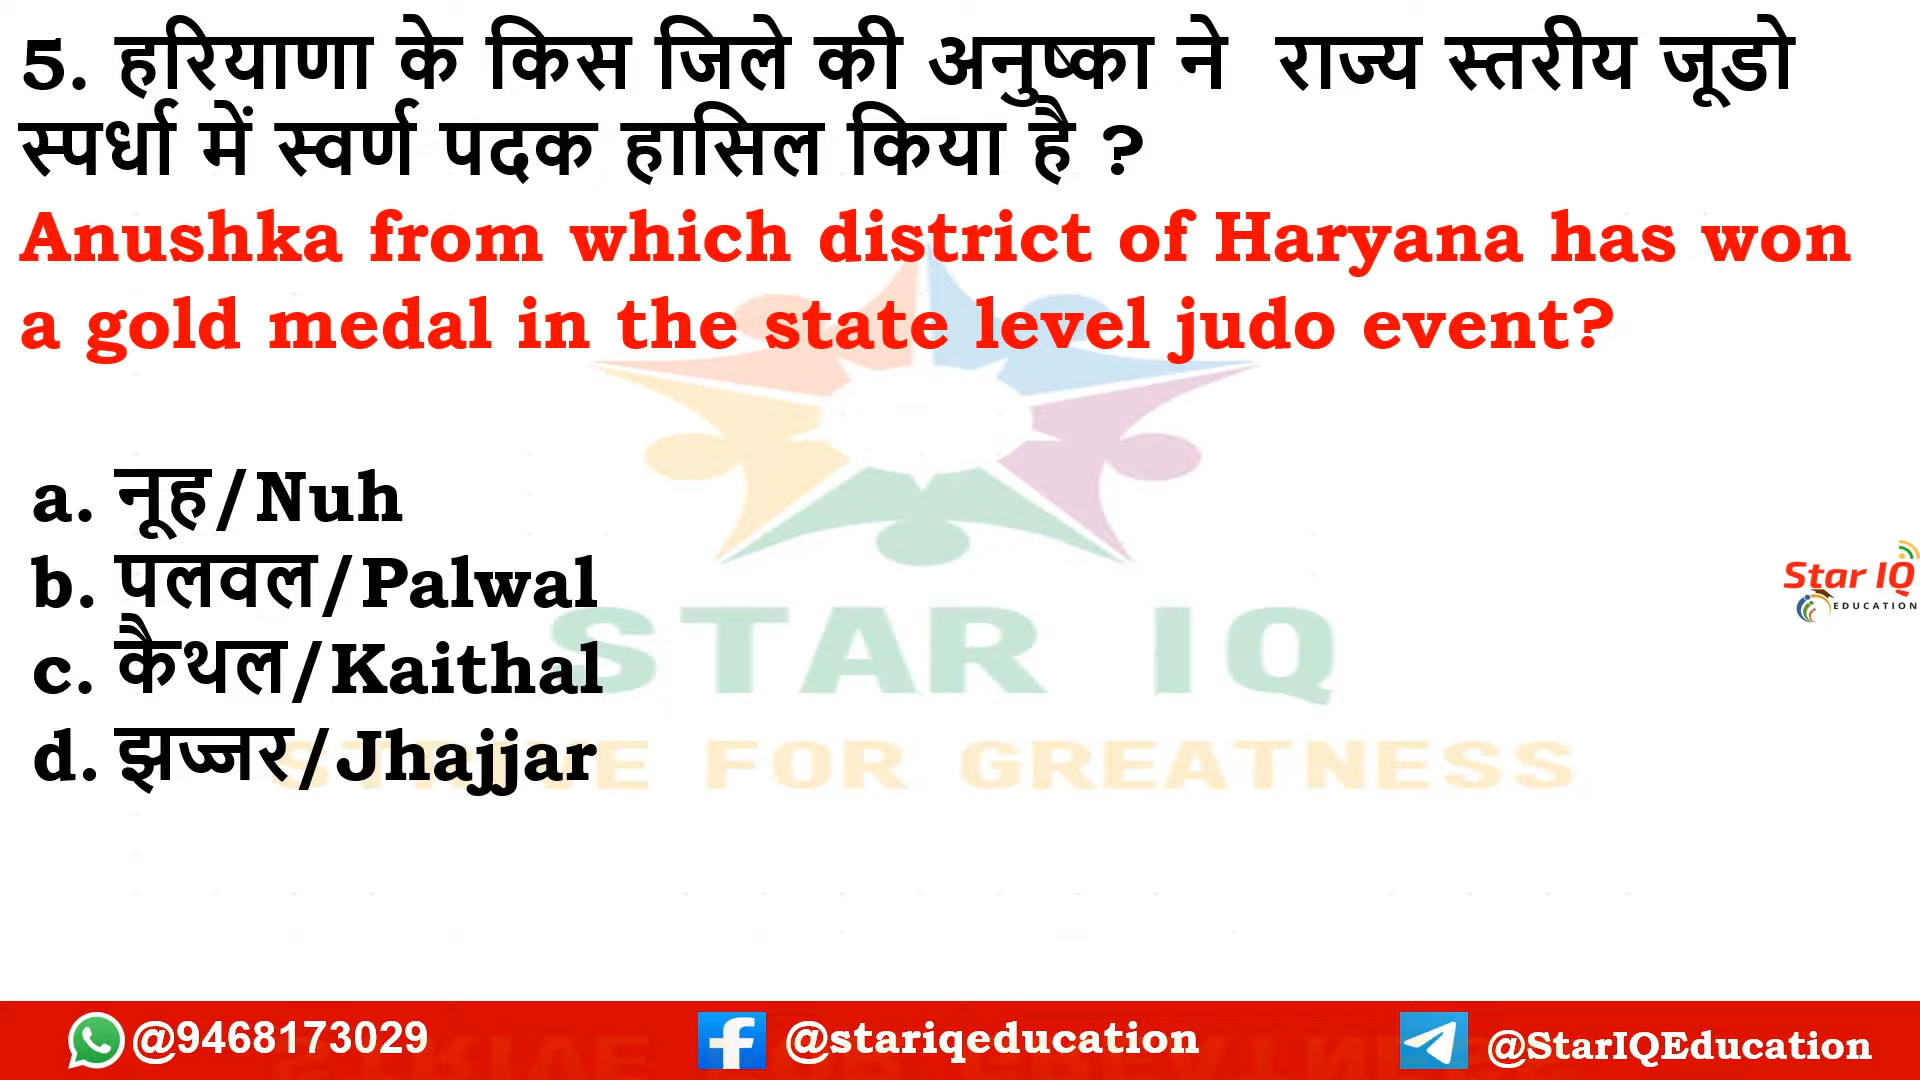 5. हरियाणा के किस जिले की अनुष्का ने राज्य स्तरीय जूडो
स्पर्धा में स्वर्ण पदक हासिल किया है ?
Anushka from which district of Haryana has won
a gold medal in the state level judo event?
a. नूह/Nuh
b. पलवल/Palwal
c. कैथल/Kaithal
d. झज्जर/Jhajjar
STAR IQ
STRIVE FOR GREATNESS
Star IQ
EDUCATION
@9468173029
@stariqeducation
@StarIQEducation